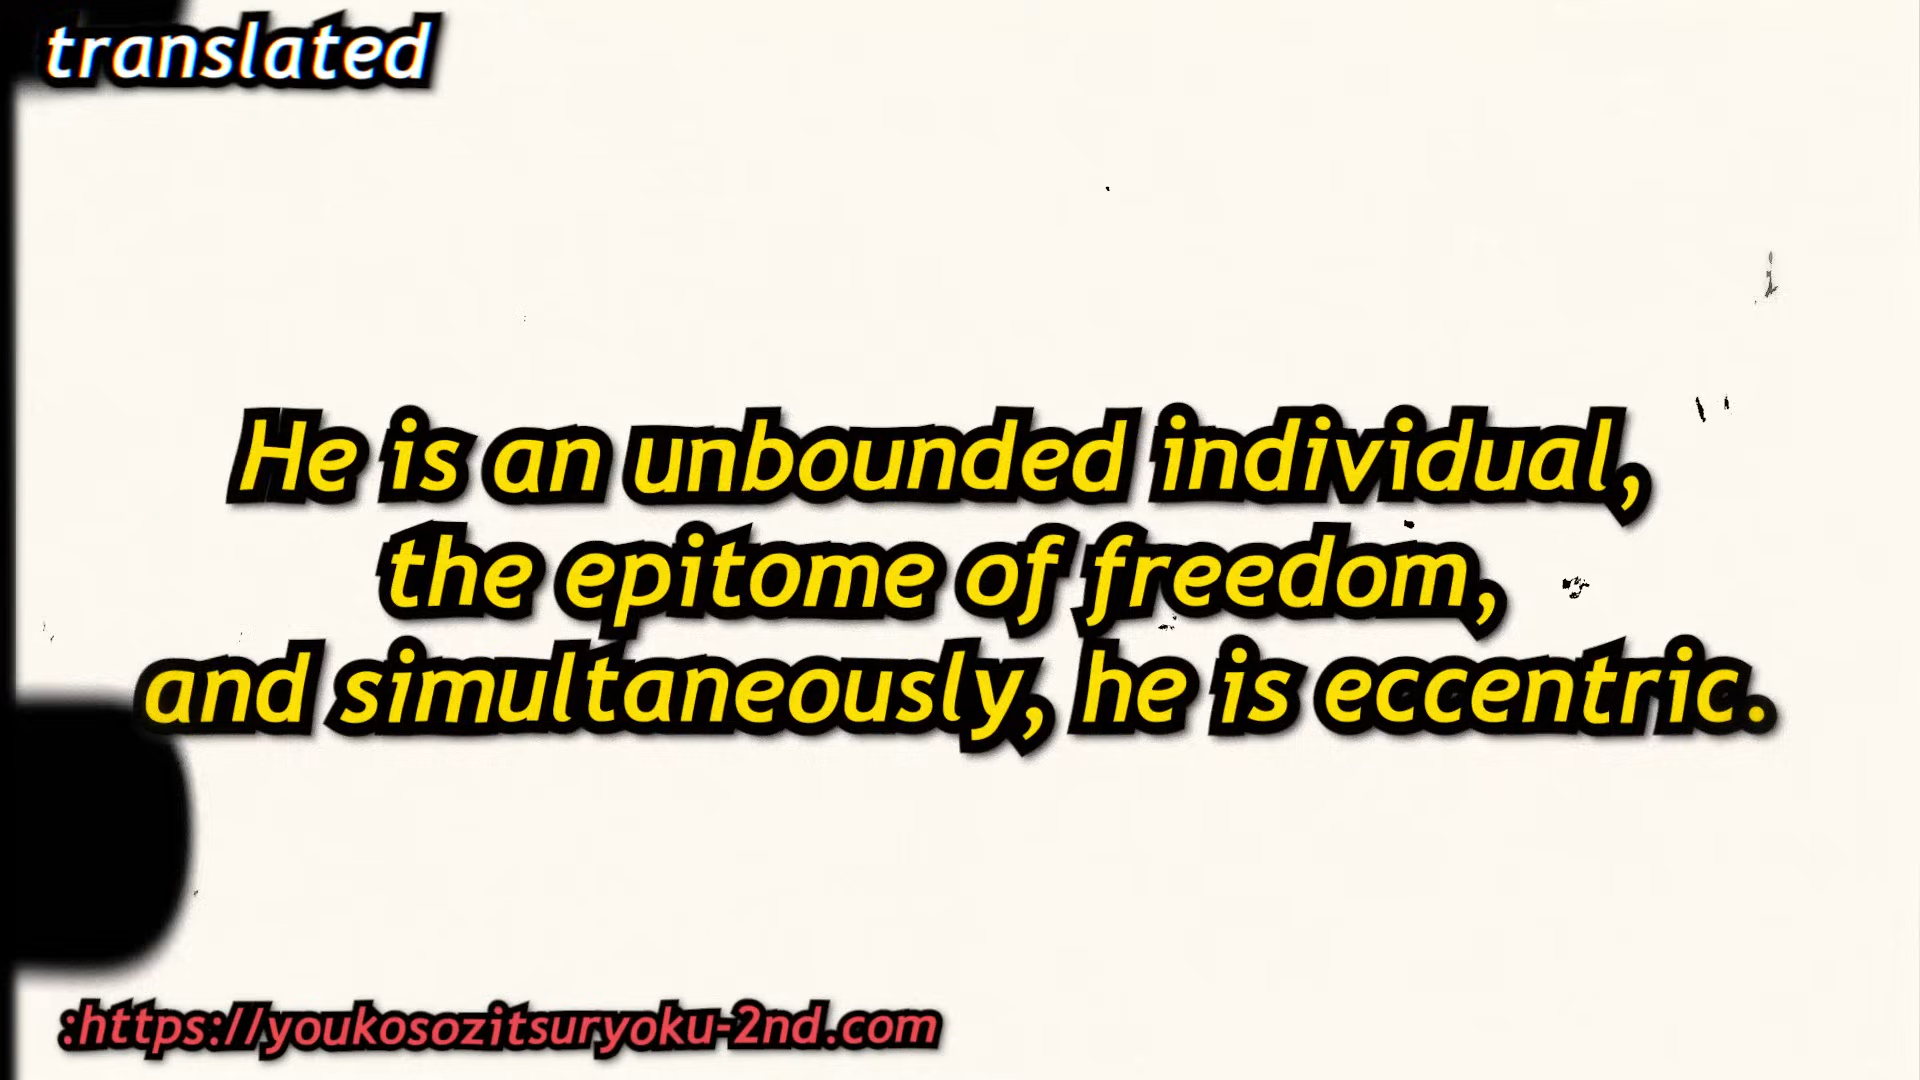 translated
He is an unbounded individual,
the epitome of freedom,
and simultaneously, he is eccentric.
:https://youkosozitsuryoku-2nd.com